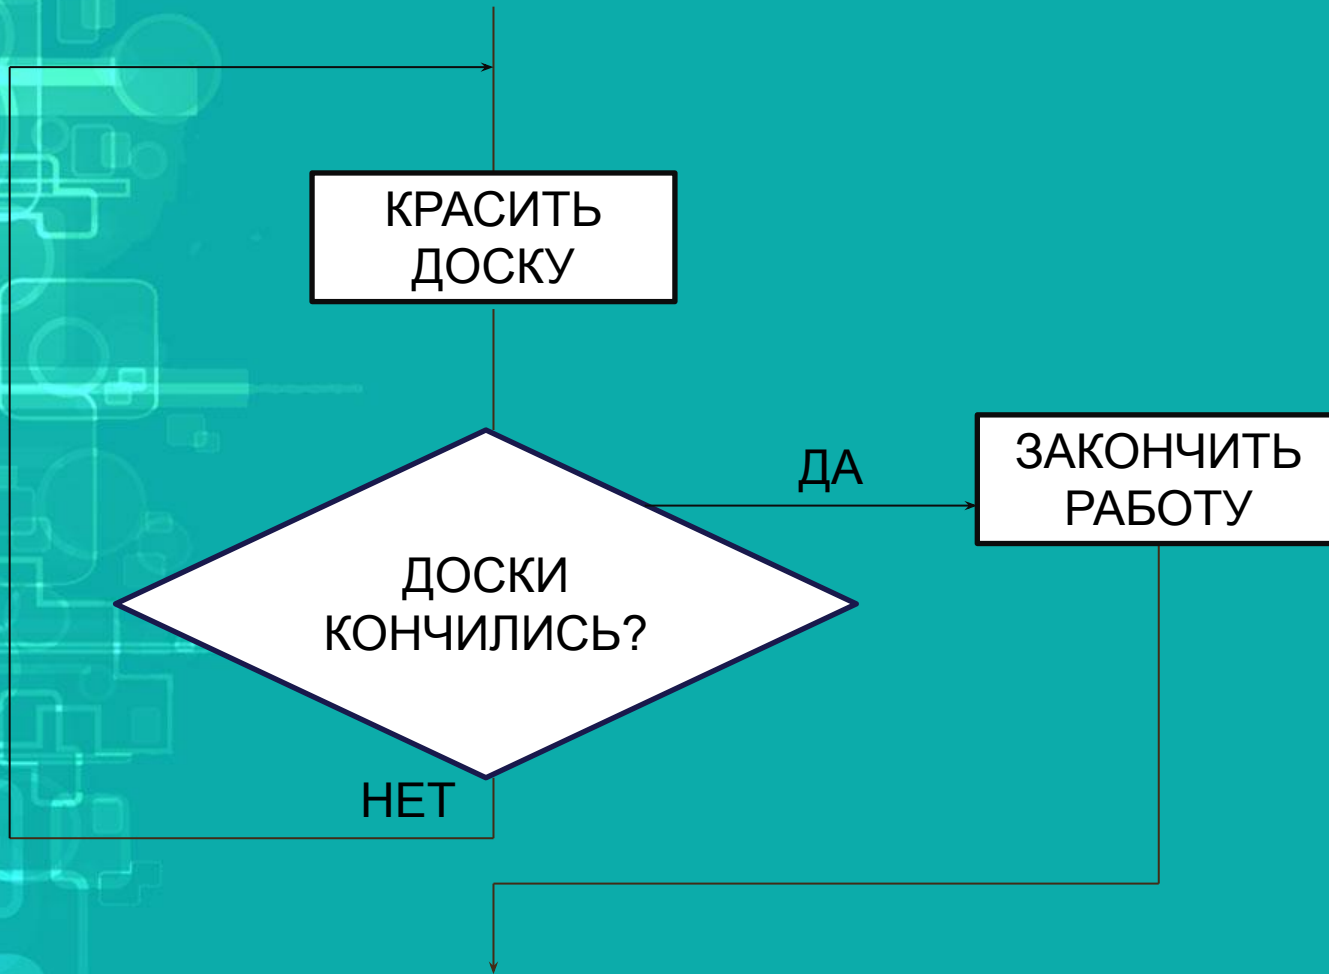 КРАСИТЬ
ДОСКУ
ДА
ЗАКОНЧИТЬ
РАБОТУ
ДОСКИ
КОНЧИЛИСЬ?
НЕТ